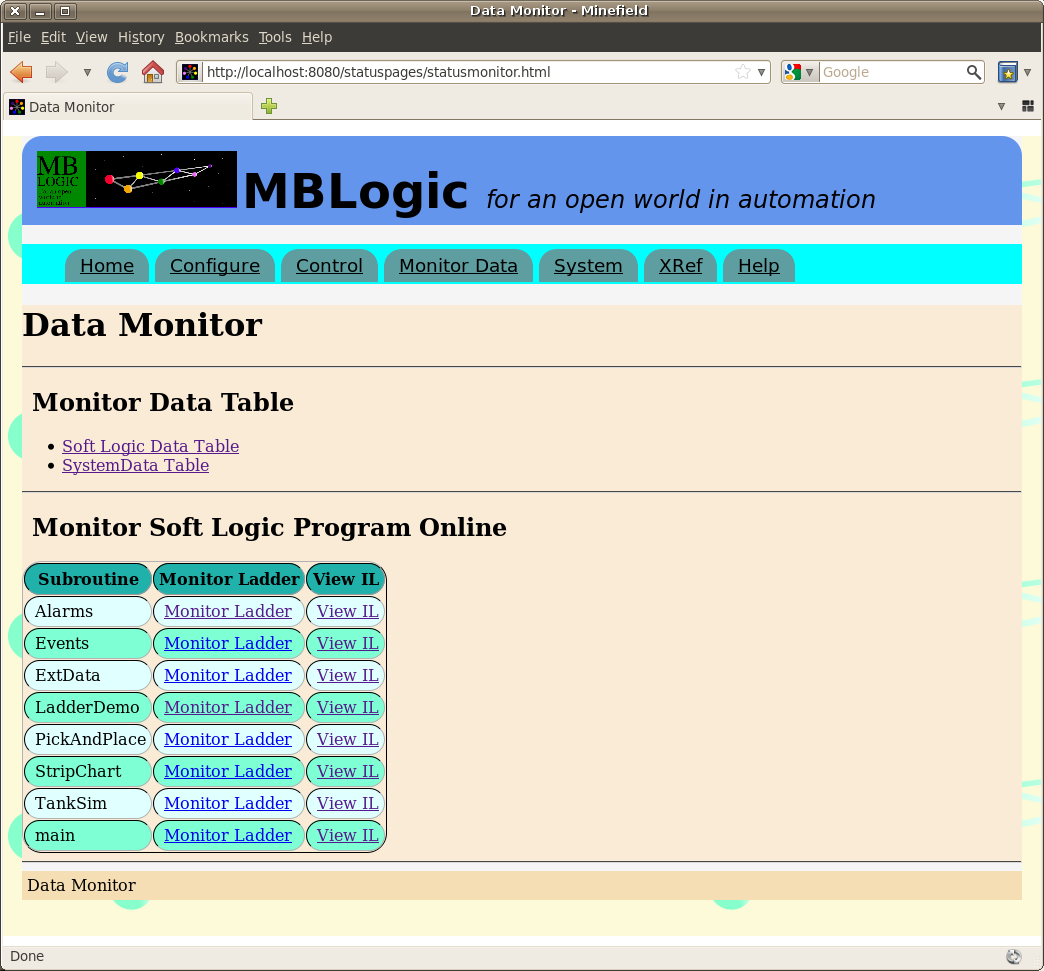 Data Monitor - Minefield
File Edit View History Bookmarks Tools Help
http://localhost:8080/statuspages/statusmonitor.html
Google
Data Monitor
MB
LOGIC
MBLogic for an open world in automation
Home Configure Control Monitor Data System XRef Help
Data Monitor
Monitor Data Table
Soft Logic Data Table
SystemData Table
Monitor Soft Logic Program Online
Subroutine Monitor Ladder View IL
Alarms Monitor Ladder View IL
Events Monitor Ladder View IL
ExtData Monitor Ladder View IL
LadderDemo Monitor Ladder View IL
PickAndPlace Monitor Ladder View IL
StripChart Monitor Ladder View IL
TankSim Monitor Ladder View IL
main Monitor Ladder View IL
Data Monitor
Done